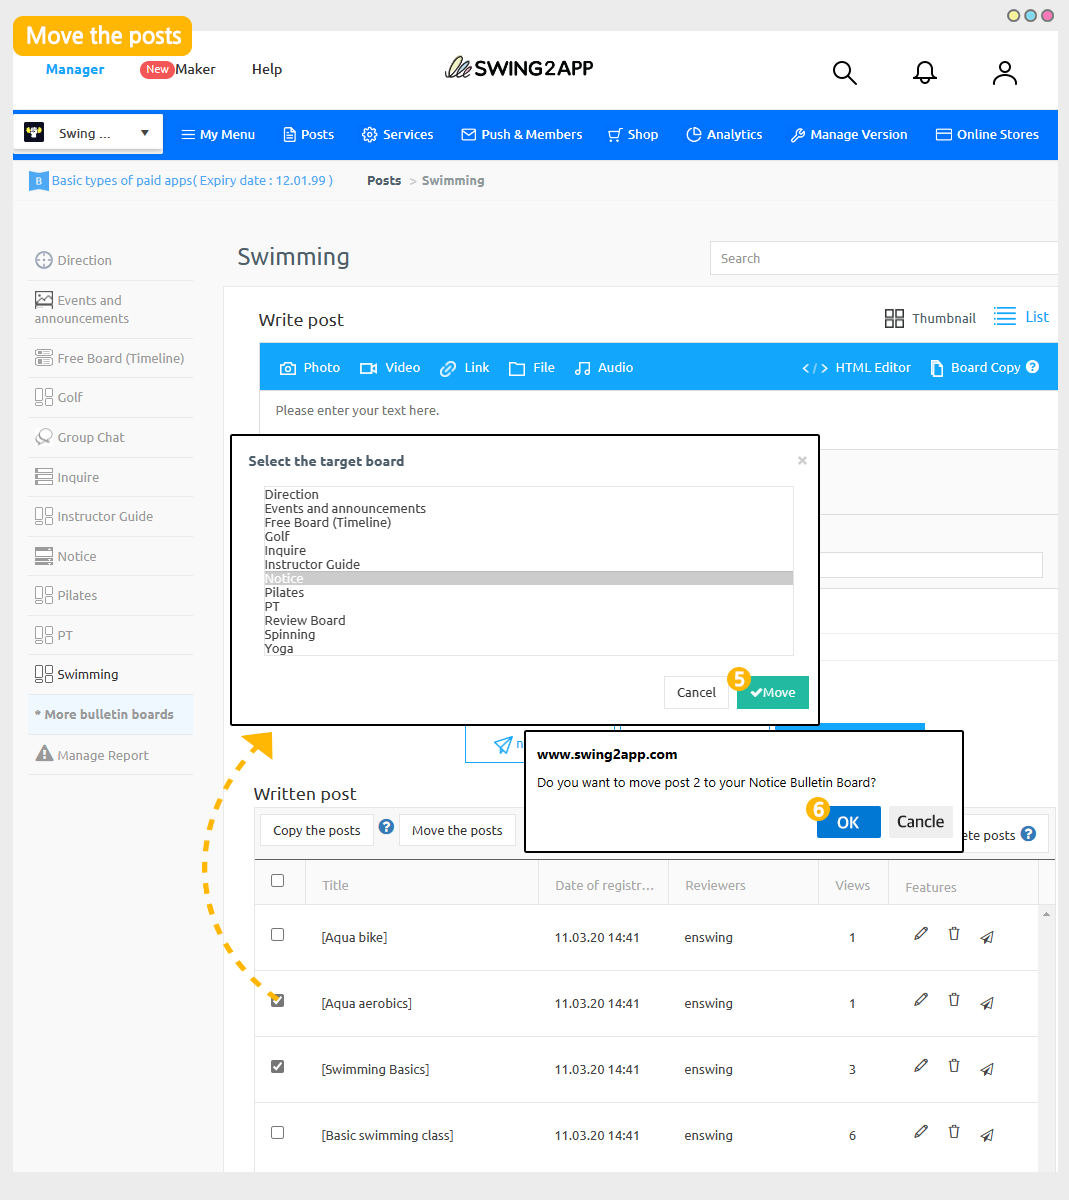 Move the posts
Manager
New
Maker
Help
SWING2APP
Swing ...
My Menu
Posts
Services
Push & Members
Shop
Analytics
Manage Version
Online Stores
B
Basic types of paid apps( Expiry date : 12.01.99 )
Posts > Swimming
Direction
Events and
announcements
Free Board (Timeline)
Golf
Group Chat
Inquire
Instructor Guide
Notice
Pilates
PT
Swimming
* More bulletin boards
Manage Report
Swimming
Search
Write post
Thumbnail
List
Photo
Video
Link
File
Audio
</> HTML Editor
Board Copy ?
Please enter your text here.
Select the target board
×
Direction
Events and announcements
Free Board (Timeline)
Golf
Inquire
Instructor Guide
Notice
Pilates
PT
Review Board
Spinning
Yoga
Cancel
5
Move
www.swing2app.com
Do you want to move post 2 to your Notice Bulletin Board?
6
OK
Cancle
Written post
Copy the posts
?
Move the posts
ete posts ?
Title
Date of registr...
Reviewers
Views
Features
[Aqua bike] 11.03.20 14:41 enswing 1
[Aqua aerobics] 11.03.20 14:41 enswing 1
[Swimming Basics] 11.03.20 14:41 enswing 3
[Basic swimming class] 11.03.20 14:41 enswing 6